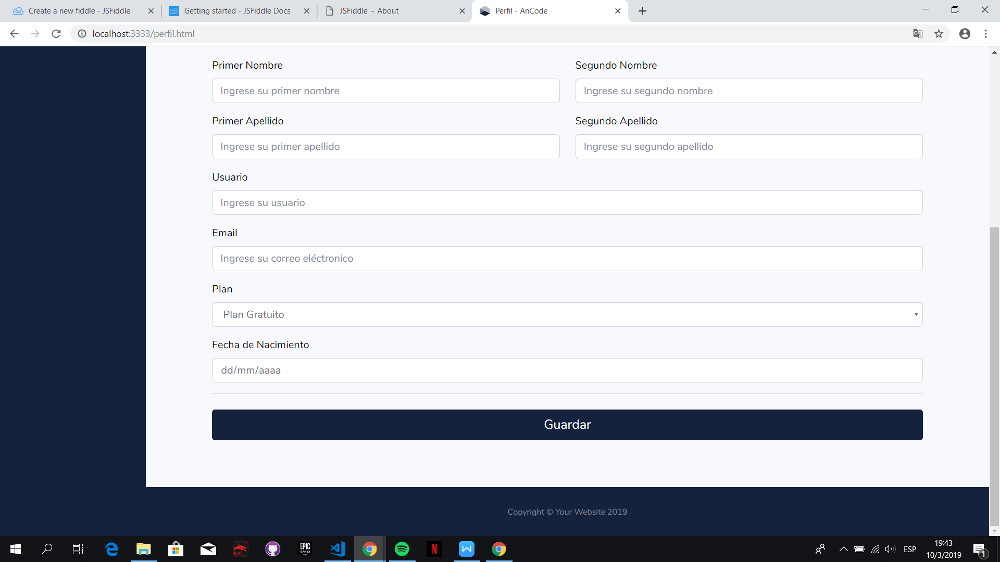 Create a new fiddle - JSFiddle
Getting started - JSFiddle Docs
JSFiddle – About
Perfil - AnCode
localhost:3333/perfil.html
Primer Nombre
Segundo Nombre
Ingrese su primer nombre
Ingrese su segundo nombre
Primer Apellido
Segundo Apellido
Ingrese su primer apellido
Ingrese su segundo apellido
Usuario
Ingrese su usuario
Email
Ingrese su correo eléctronico
Plan
Plan Gratuito
Fecha de Nacimiento
dd/mm/aaaa
Guardar
Copyright © Your Website 2019
EPIC
GAMES
N
W
ESP
19:43
10/3/2019
1